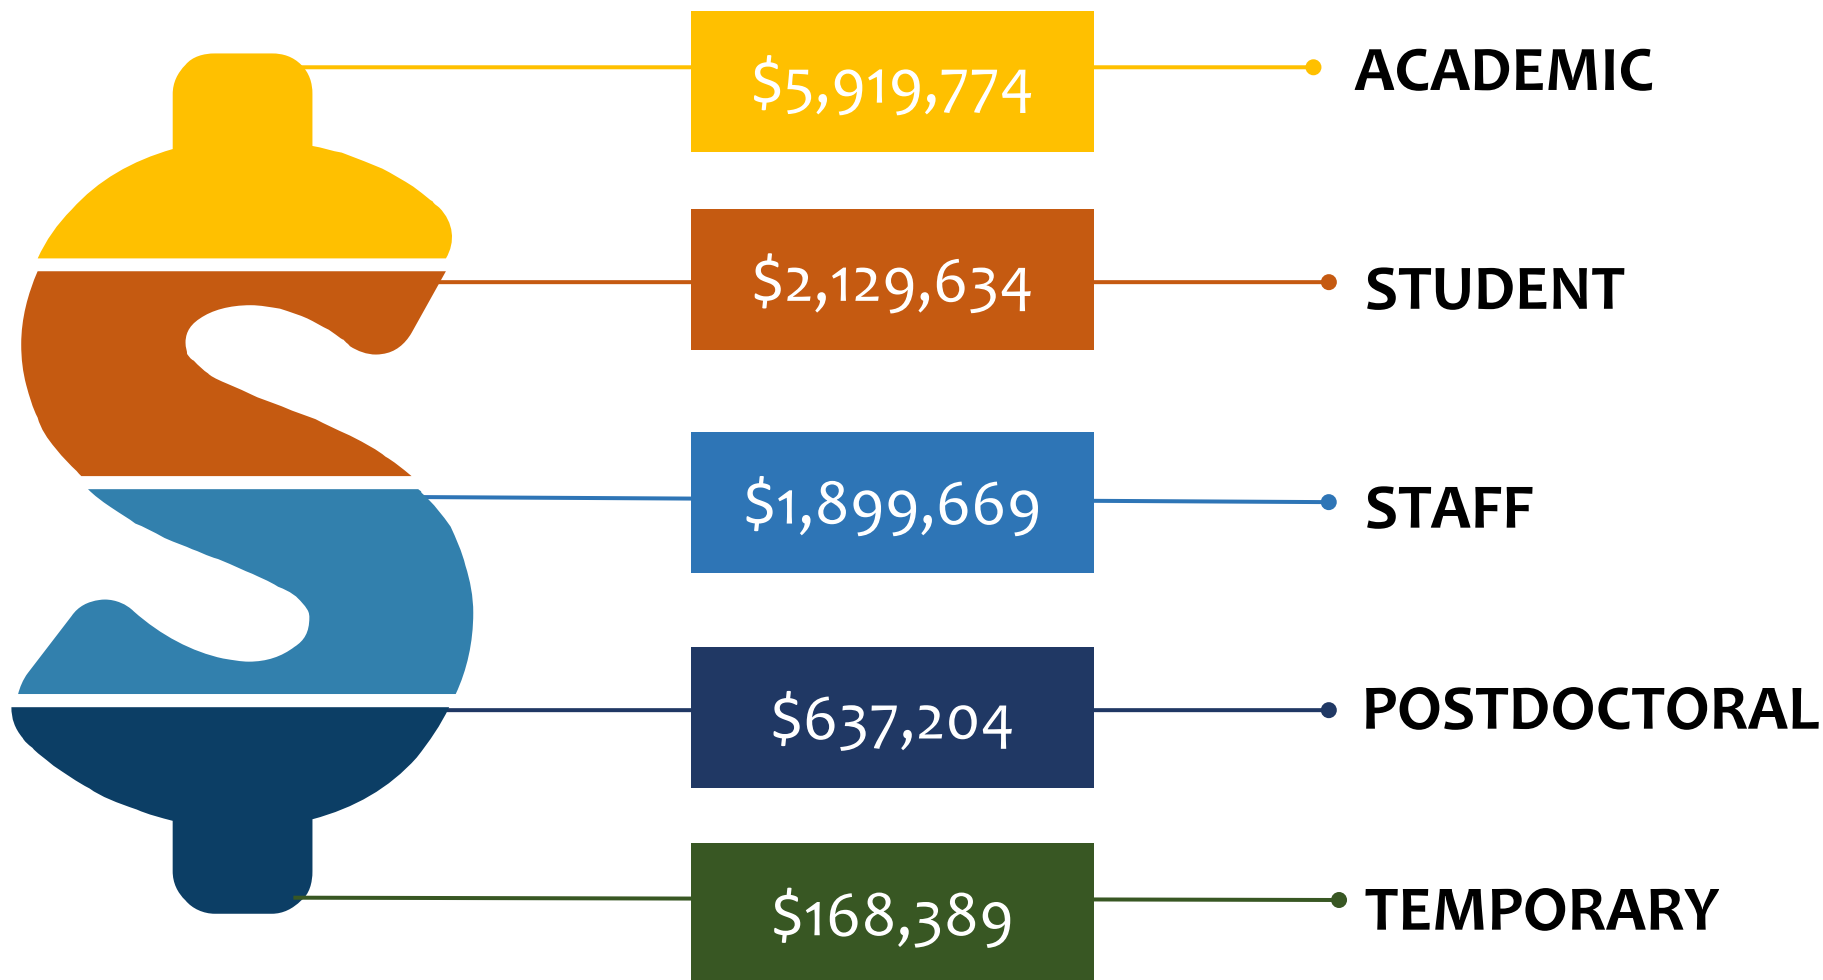 $5,919,774 ACADEMIC
$2,129,634 STUDENT
$1,899,669 STAFF
$637,204 POSTDOCTORAL
$168,389 TEMPORARY